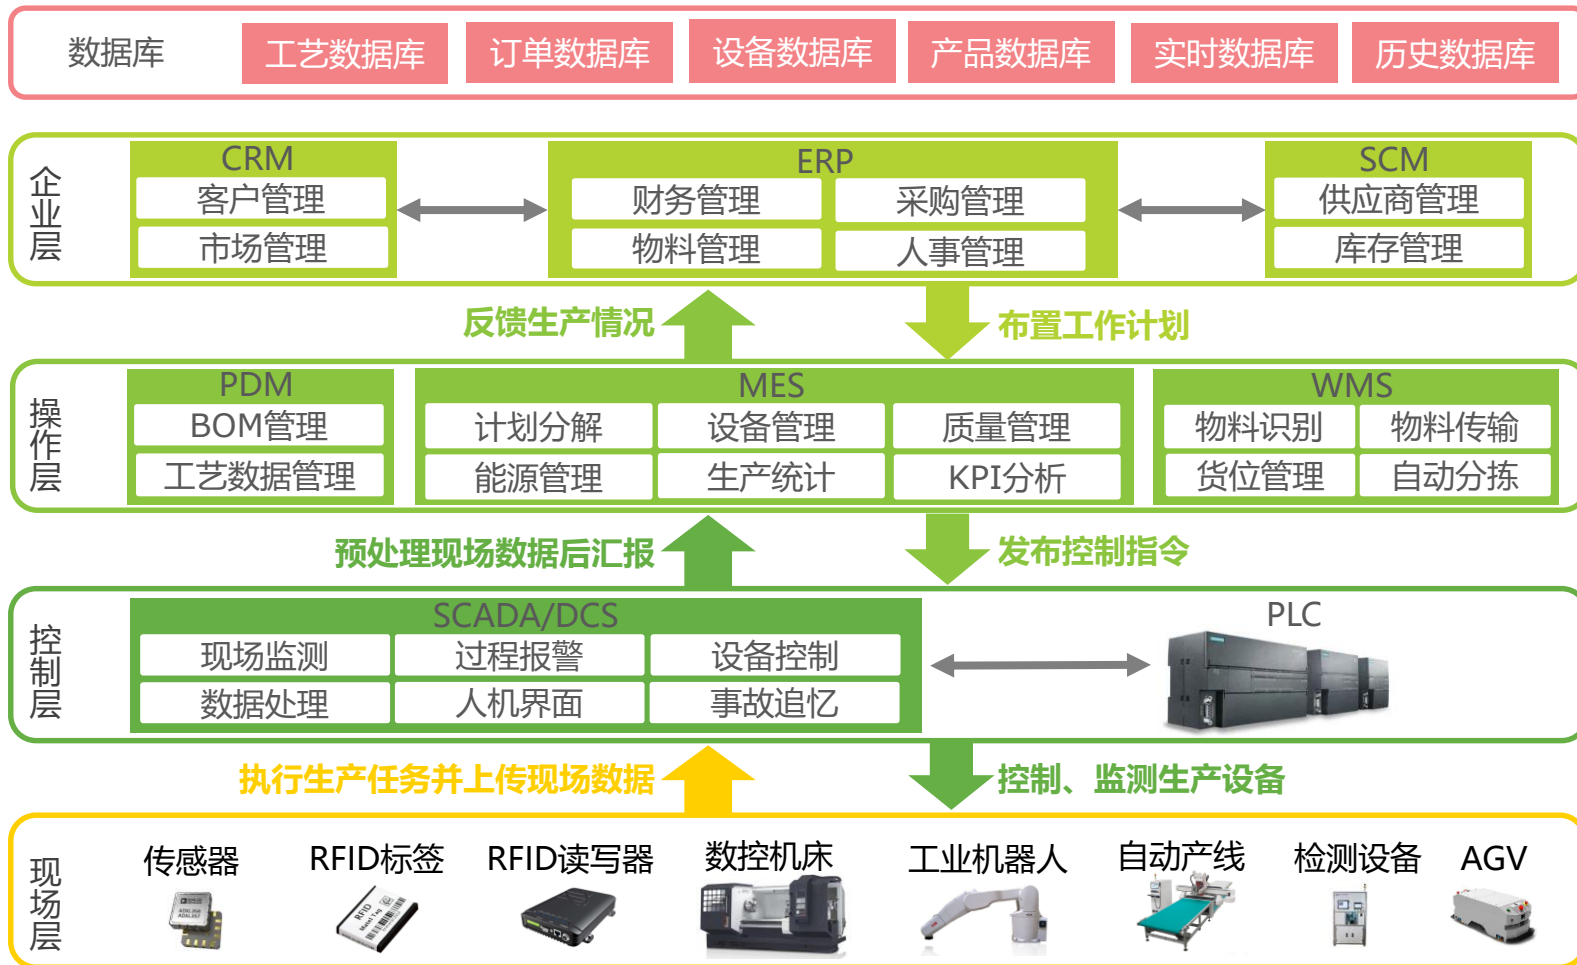 数据库
工艺数据库
订单数据库
设备数据库
产品数据库
实时数据库
历史数据库
企业层
CRM
客户管理
市场管理
ERP
财务管理
采购管理
物料管理
人事管理
SCM
供应商管理
库存管理
反馈生产情况
布置工作计划
操作层
PDM
BOM管理
工艺数据管理
MES
计划分解
设备管理
质量管理
能源管理
生产统计
KPI分析
WMS
物料识别
物料传输
货位管理
自动分拣
预处理现场数据后汇报
发布控制指令
控制层
SCADA/DCS
现场监测
过程报警
设备控制
数据处理
人机界面
事故追忆
PLC
执行生产任务并上传现场数据
控制、监测生产设备
现场层
传感器
RFID标签
RFID读写器
数控机床
工业机器人
自动产线
检测设备
AGV
RFID